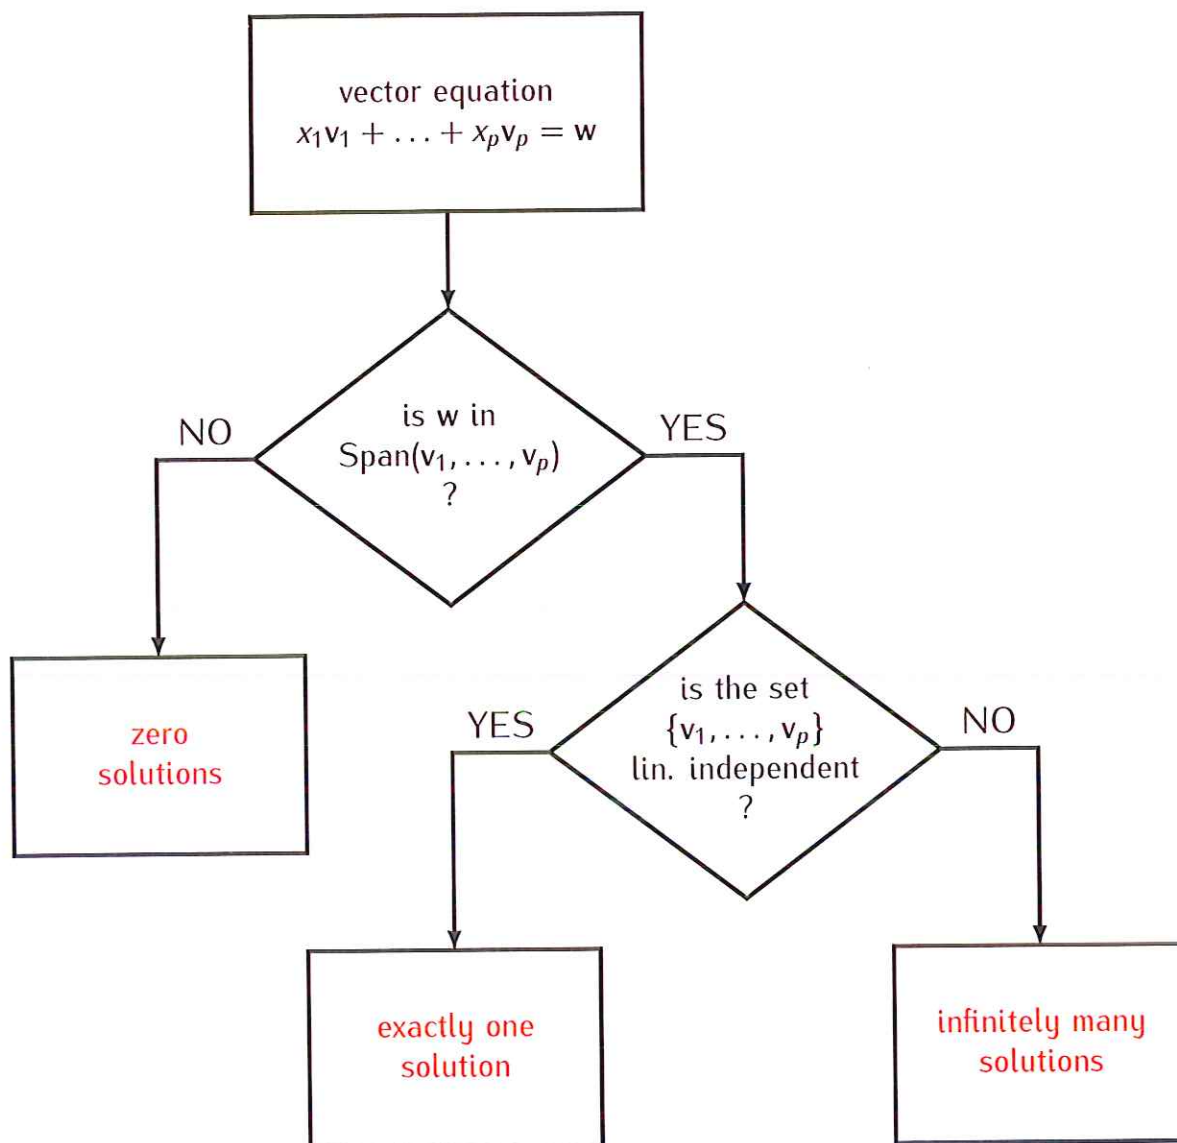 vector equation
x₁v₁ + . . . + xₚvₚ = w
NO
is w in
Span(v₁, . . . , vₚ)
?
YES
zero
solutions
YES
is the set
{v₁, . . . , vₚ}
lin. independent
?
NO
exactly one
solution
infinitely many
solutions